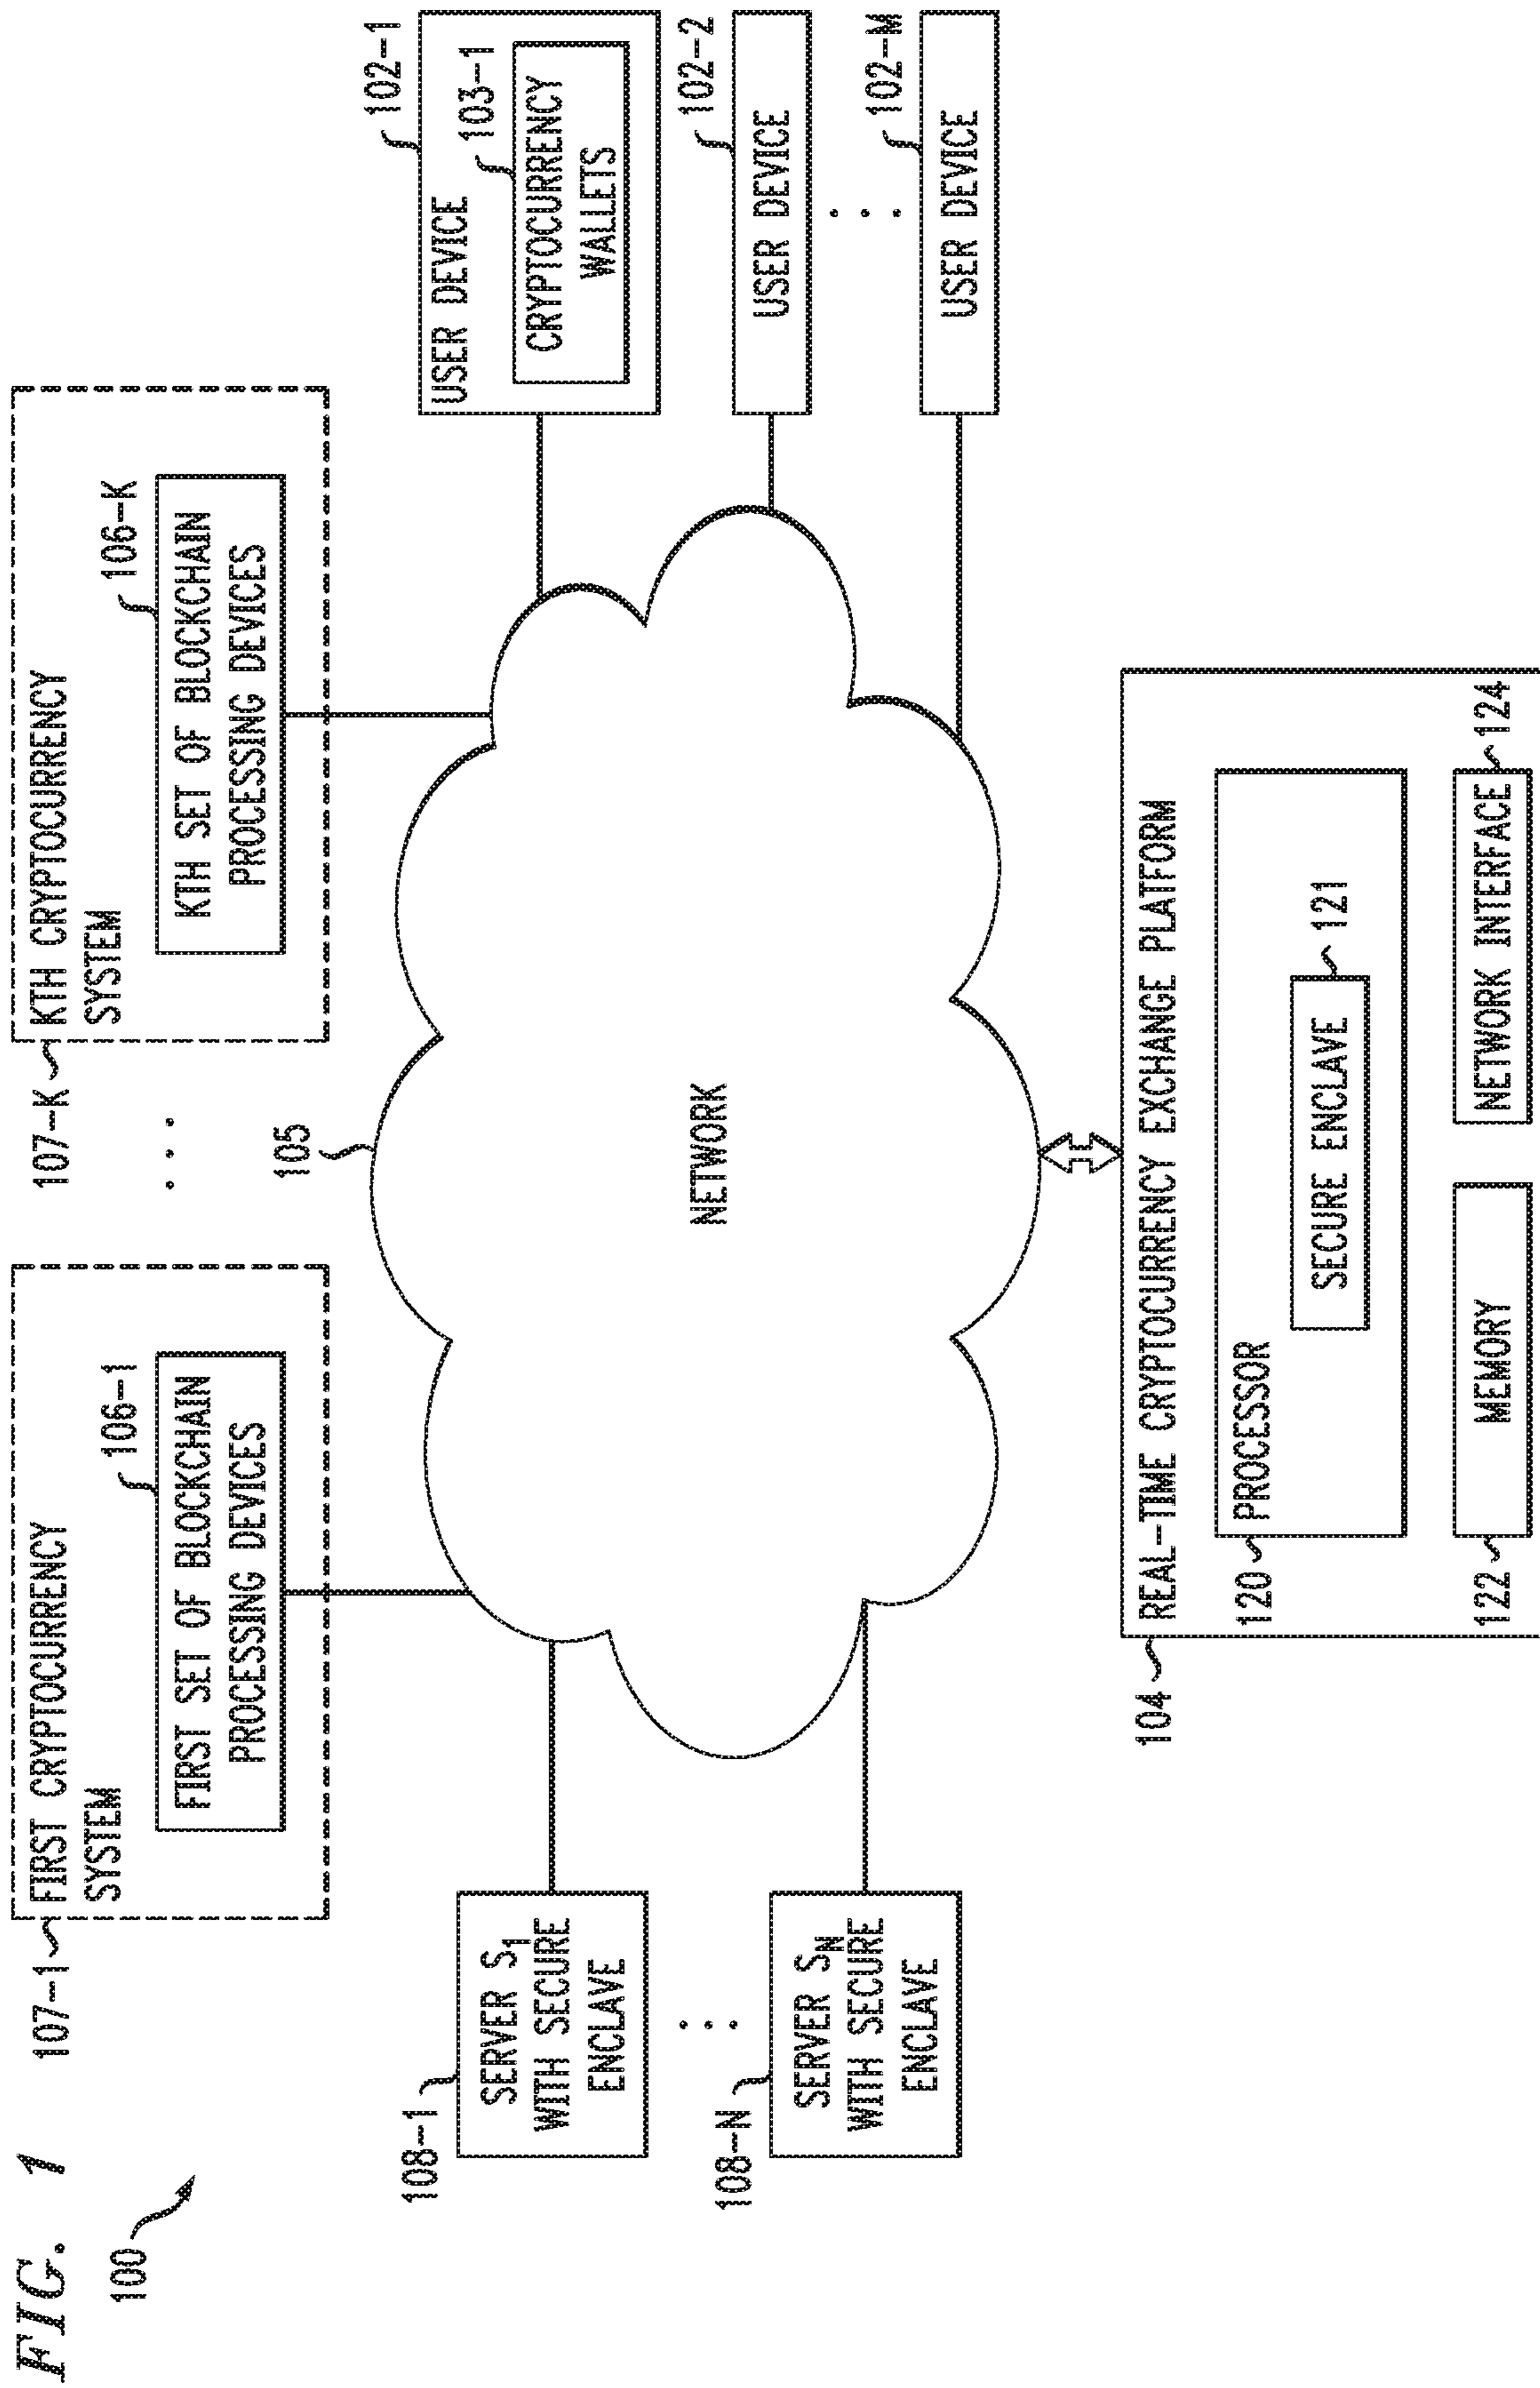 FIG. 1
100
107-1
FIRST CRYPTOCURRENCY
SYSTEM
106-1
FIRST SET OF BLOCKCHAIN
PROCESSING DEVICES
. . .
107-K
KTH CRYPTOCURRENCY
SYSTEM
106-K
KTH SET OF BLOCKCHAIN
PROCESSING DEVICES
105
NETWORK
108-1
SERVER S1
WITH SECURE
ENCLAVE
. . .
108-N
SERVER SN
WITH SECURE
ENCLAVE
102-1
USER DEVICE
103-1
CRYPTOCURRENCY
WALLETS
102-2
USER DEVICE
. . .
102-M
USER DEVICE
104
REAL-TIME CRYPTOCURRENCY EXCHANGE PLATFORM
120
PROCESSOR
SECURE ENCLAVE
121
122
MEMORY
NETWORK INTERFACE
124